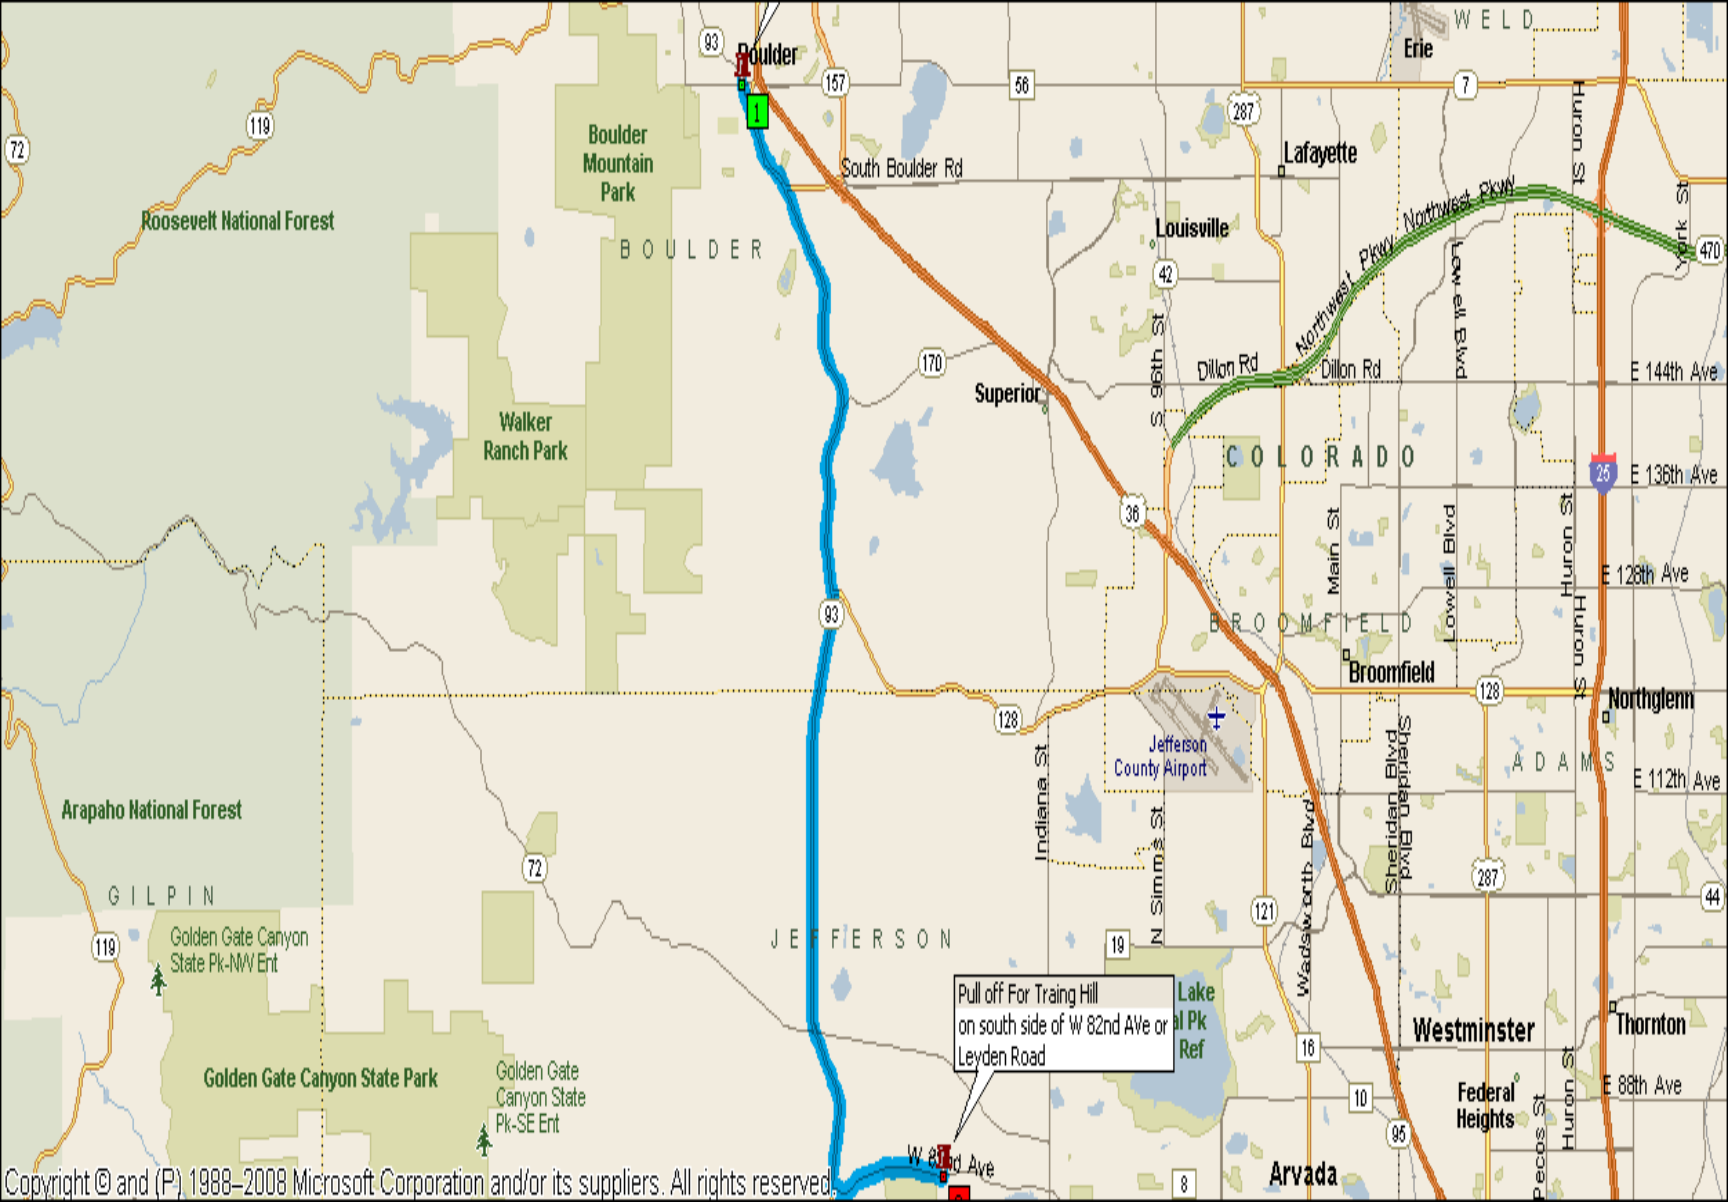 WELD
Erie
93
Boulder
1
157
56
7
287
119
72
Boulder
Mountain
Park
Huron St
Lafayette
South Boulder Rd
Roosevelt National Forest
BOULDER
Louisville
Northwest Pkwy
Northwest Pkwy
York St
470
42
Lowell Blvd
S 96th St
170
Dillon Rd
Dillon Rd
E 144th Ave
Superior
Walker
Ranch Park
COLORADO
25
E 136th Ave
36
Main St
Lowell Blvd
Huron St
E 128th Ave
93
BROOMFIELD
Huron St
Broomfield
128
Northglenn
128
Jefferson
County Airport
Indiana St
Sheridan Blvd
Sheridan Blvd
ADAMS
E 112th Ave
Arapaho National Forest
N Simms St
Wadsworth Blvd
72
287
44
GILPIN
121
119
Golden Gate Canyon
State Pk-NW Ent
JEFFERSON
19
Pull off For Traing Hill
on south side of W 82nd AVe or
Leyden Road
Lake
al Pk
Ref
Westminster
Thornton
16
Golden Gate Canyon State Park
Golden Gate
Canyon State
Pk-SE Ent
Federal
Heights
E 88th Ave
10
Huron St
Pecos St
95
W 82nd Ave
Arvada
8
Copyright © and (P) 1988–2008 Microsoft Corporation and/or its suppliers. All rights reserved.